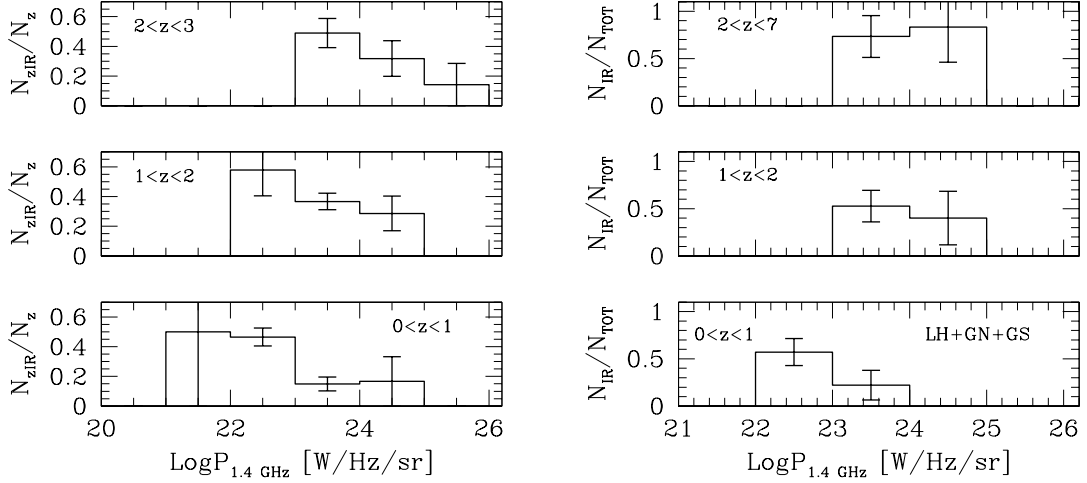 N_zIR/N_z
0.6
0.4
0.2
0
2<z<3
N_zIR/N_z
0.6
0.4
0.2
0
1<z<2
N_zIR/N_z
0.6
0.4
0.2
0
0<z<1
20 22 24 26
LogP_1.4 GHz [W/Hz/sr]
N_IR/N_TOT
1
0.5
0
2<z<7
N_IR/N_TOT
1
0.5
0
1<z<2
N_IR/N_TOT
1
0.5
0
0<z<1 LH+GN+GS
21 22 23 24 25 26
LogP_1.4 GHz [W/Hz/sr]